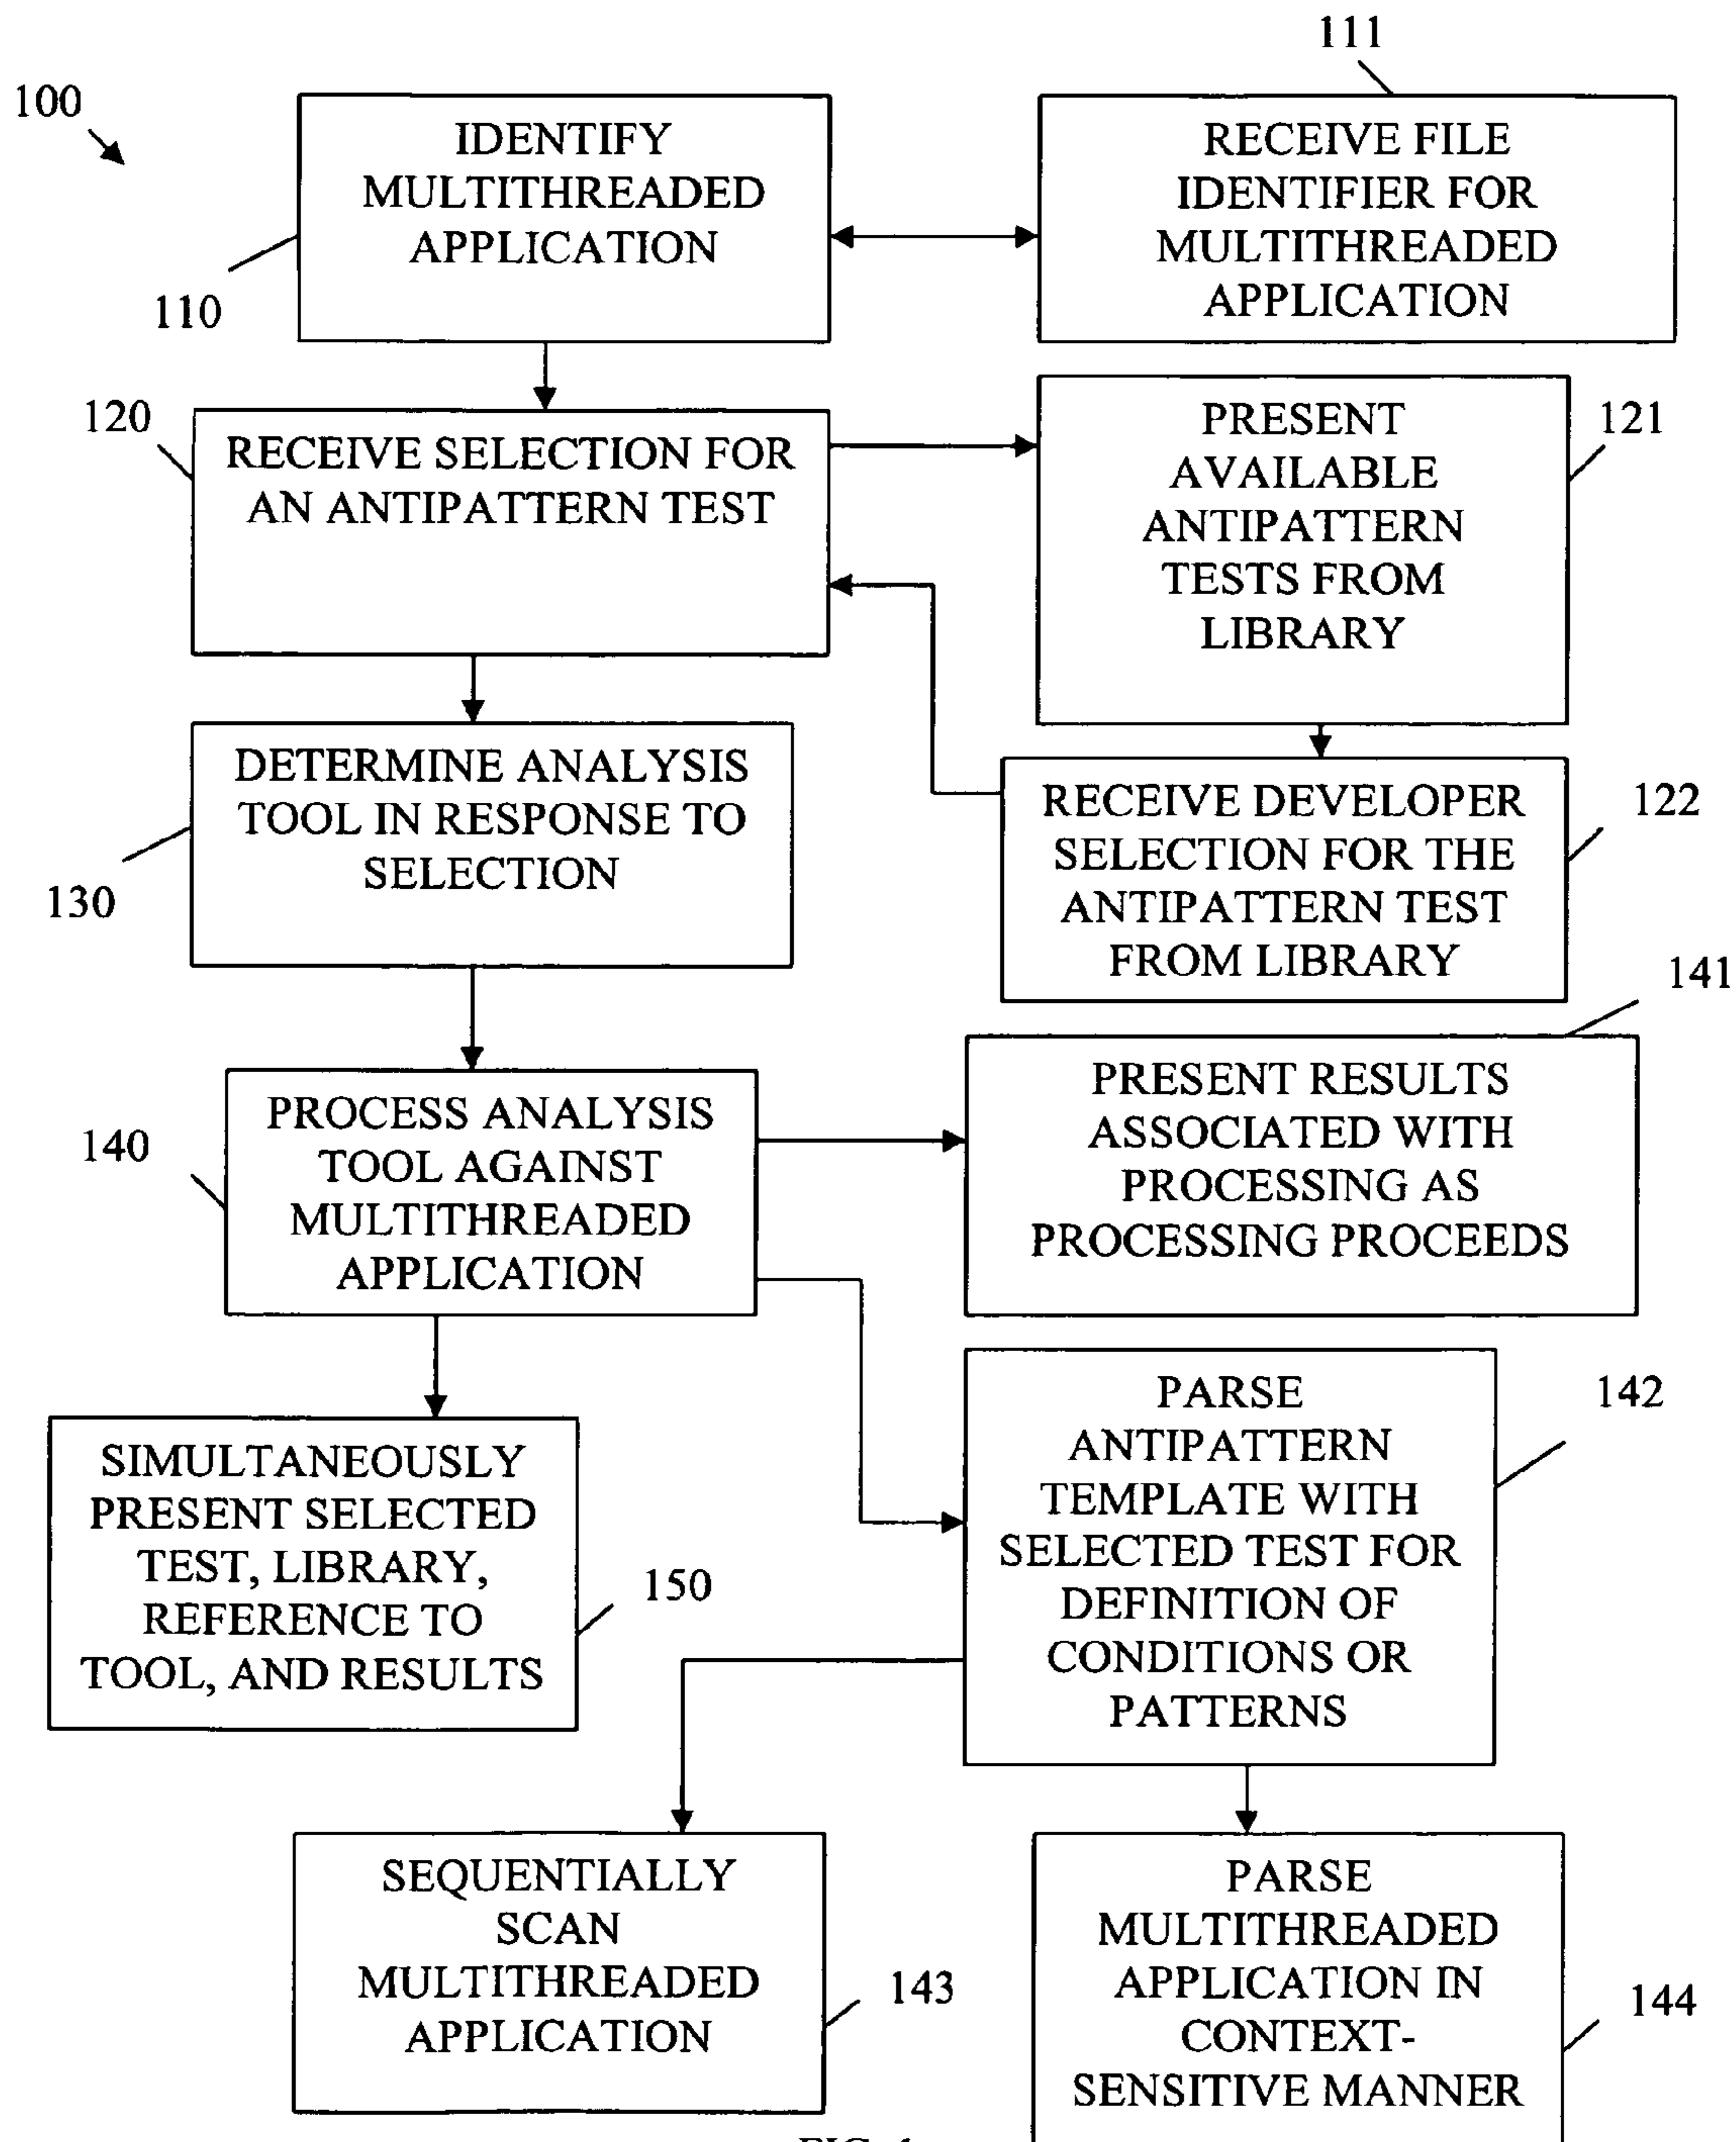 111
100
IDENTIFY
MULTITHREADED
APPLICATION
110
RECEIVE FILE
IDENTIFIER FOR
MULTITHREADED
APPLICATION
120
RECEIVE SELECTION FOR
AN ANTIPATTERN TEST
PRESENT
AVAILABLE
ANTIPATTERN
TESTS FROM
LIBRARY
121
DETERMINE ANALYSIS
TOOL IN RESPONSE TO
SELECTION
130
RECEIVE DEVELOPER
SELECTION FOR THE
ANTIPATTERN TEST
FROM LIBRARY
122
141
140
PROCESS ANALYSIS
TOOL AGAINST
MULTITHREADED
APPLICATION
PRESENT RESULTS
ASSOCIATED WITH
PROCESSING AS
PROCESSING PROCEEDS
SIMULTANEOUSLY
PRESENT SELECTED
TEST, LIBRARY,
REFERENCE TO
TOOL, AND RESULTS
150
PARSE
ANTIPATTERN
TEMPLATE WITH
SELECTED TEST FOR
DEFINITION OF
CONDITIONS OR
PATTERNS
142
SEQUENTIALLY
SCAN
MULTITHREADED
APPLICATION
143
PARSE
MULTITHREADED
APPLICATION IN
CONTEXT-
SENSITIVE MANNER
144